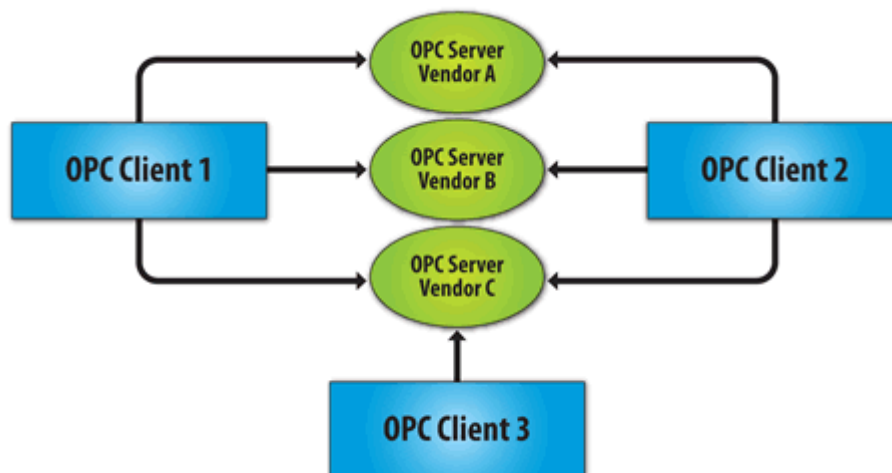 OPC Server
Vendor A
OPC Client 1
OPC Server
Vendor B
OPC Client 2
OPC Server
Vendor C
OPC Client 3